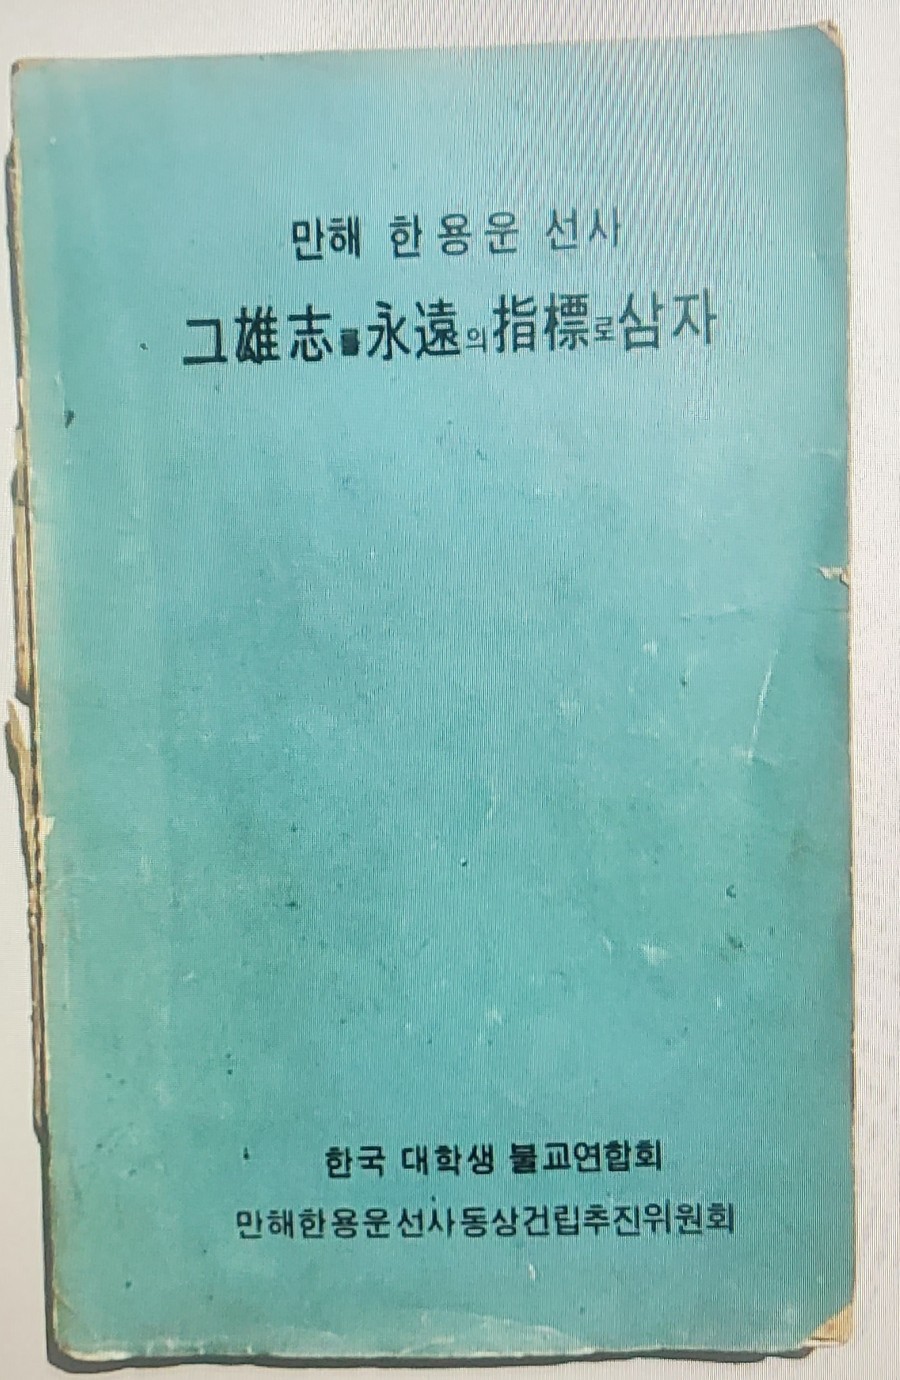 만해 한용운 선사
그雄志를永遠의指標로삼자
한국 대학생 불교연합회
만해한용운선사동상건립추진위원회